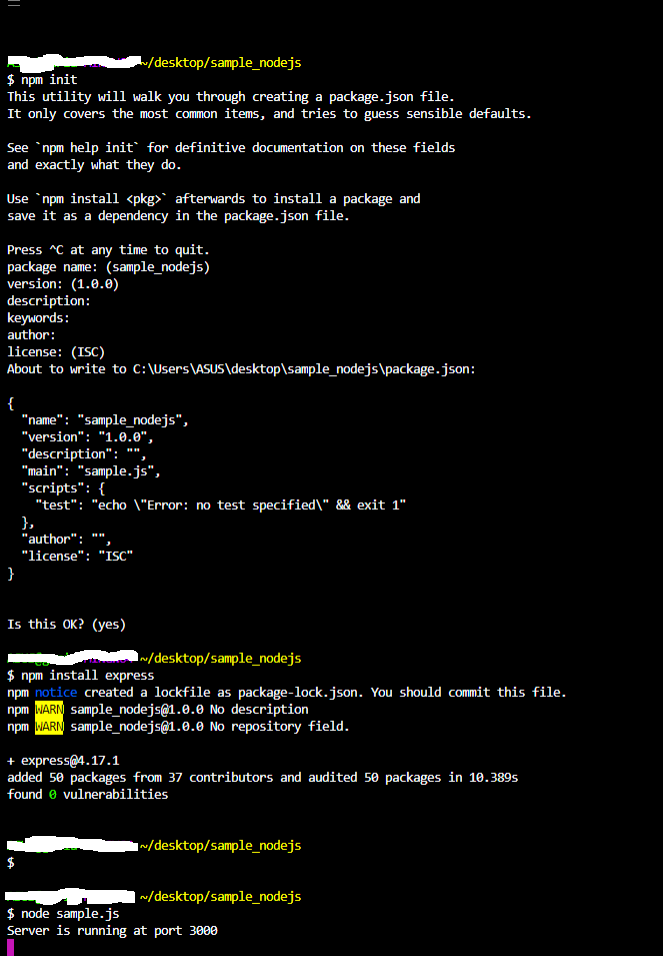 ~/desktop/sample_nodejs
$ npm init
This utility will walk you through creating a package.json file.
It only covers the most common items, and tries to guess sensible defaults.
See `npm help init` for definitive documentation on these fields
and exactly what they do.
Use `npm install <pkg>` afterwards to install a package and
save it as a dependency in the package.json file.
Press ^C at any time to quit.
package name: (sample_nodejs)
version: (1.0.0)
description:
keywords:
author:
license: (ISC)
About to write to C:\Users\ASUS\desktop\sample_nodejs\package.json:
{
  "name": "sample_nodejs",
  "version": "1.0.0",
  "description": "",
  "main": "sample.js",
  "scripts": {
    "test": "echo \"Error: no test specified\" && exit 1"
  },
  "author": "",
  "license": "ISC"
}
Is this OK? (yes)
~/desktop/sample_nodejs
$ npm install express
npm notice created a lockfile as package-lock.json. You should commit this file.
npm WARN sample_nodejs@1.0.0 No description
npm WARN sample_nodejs@1.0.0 No repository field.
+ express@4.17.1
added 50 packages from 37 contributors and audited 50 packages in 10.389s
found 0 vulnerabilities
~/desktop/sample_nodejs
$
~/desktop/sample_nodejs
$ node sample.js
Server is running at port 3000